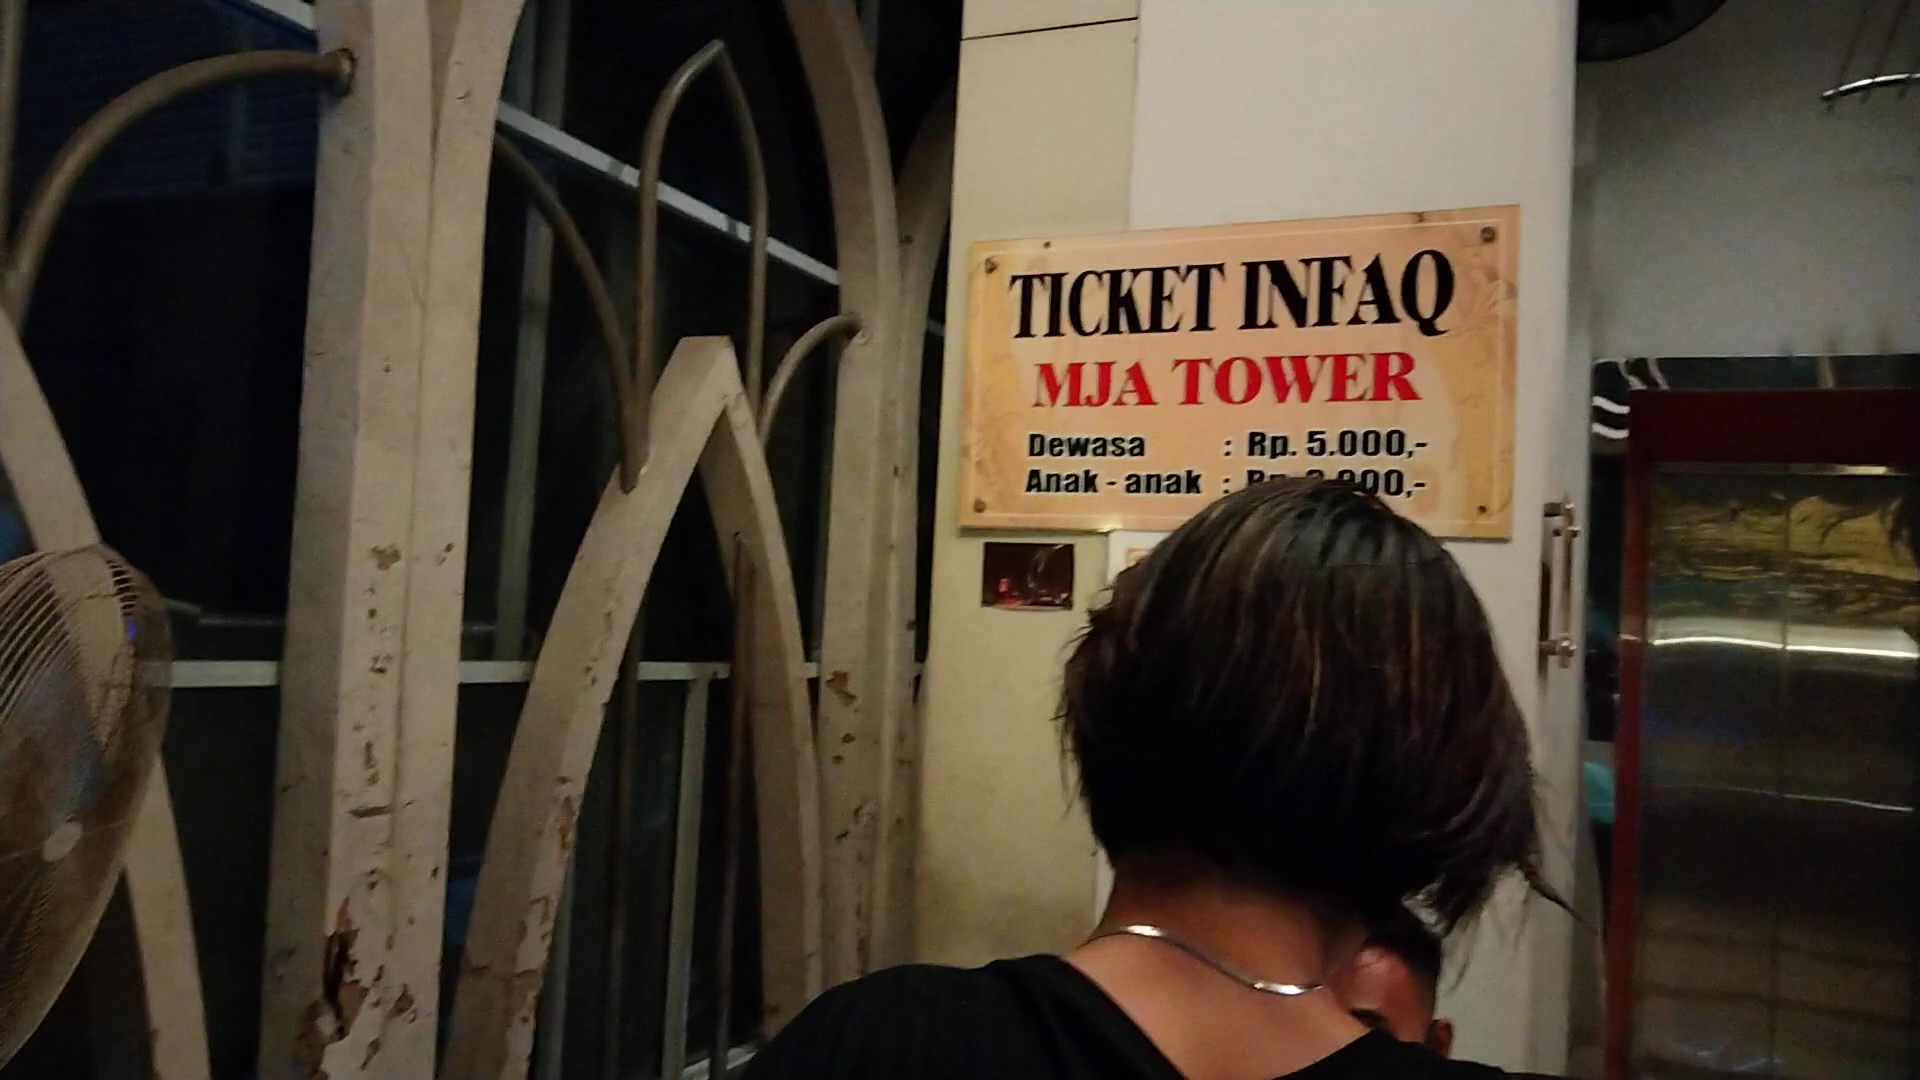 TICKET INFAQ
MJA TOWER
Dewasa : Rp. 5.000,-
Anak - anak :